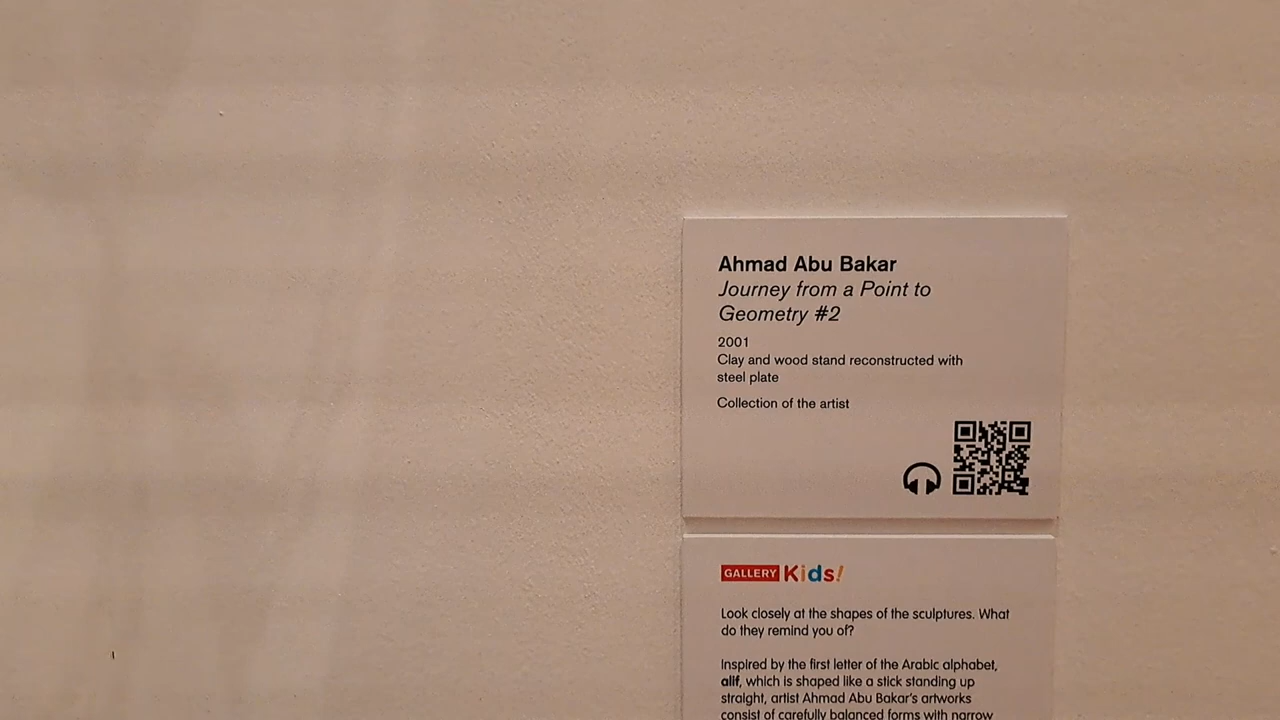 Ahmad Abu Bakar
Journey from a Point to
Geometry #2
2001
Clay and wood stand reconstructed with
steel plate
Collection of the artist
GALLERY Kids!
Look closely at the shapes of the sculptures. What
do they remind you of?
Inspired by the first letter of the Arabic alphabet,
alif, which is shaped like a stick standing up
straight, artist Ahmad Abu Bakar's artworks
consist of carefully balanced forms with narrow